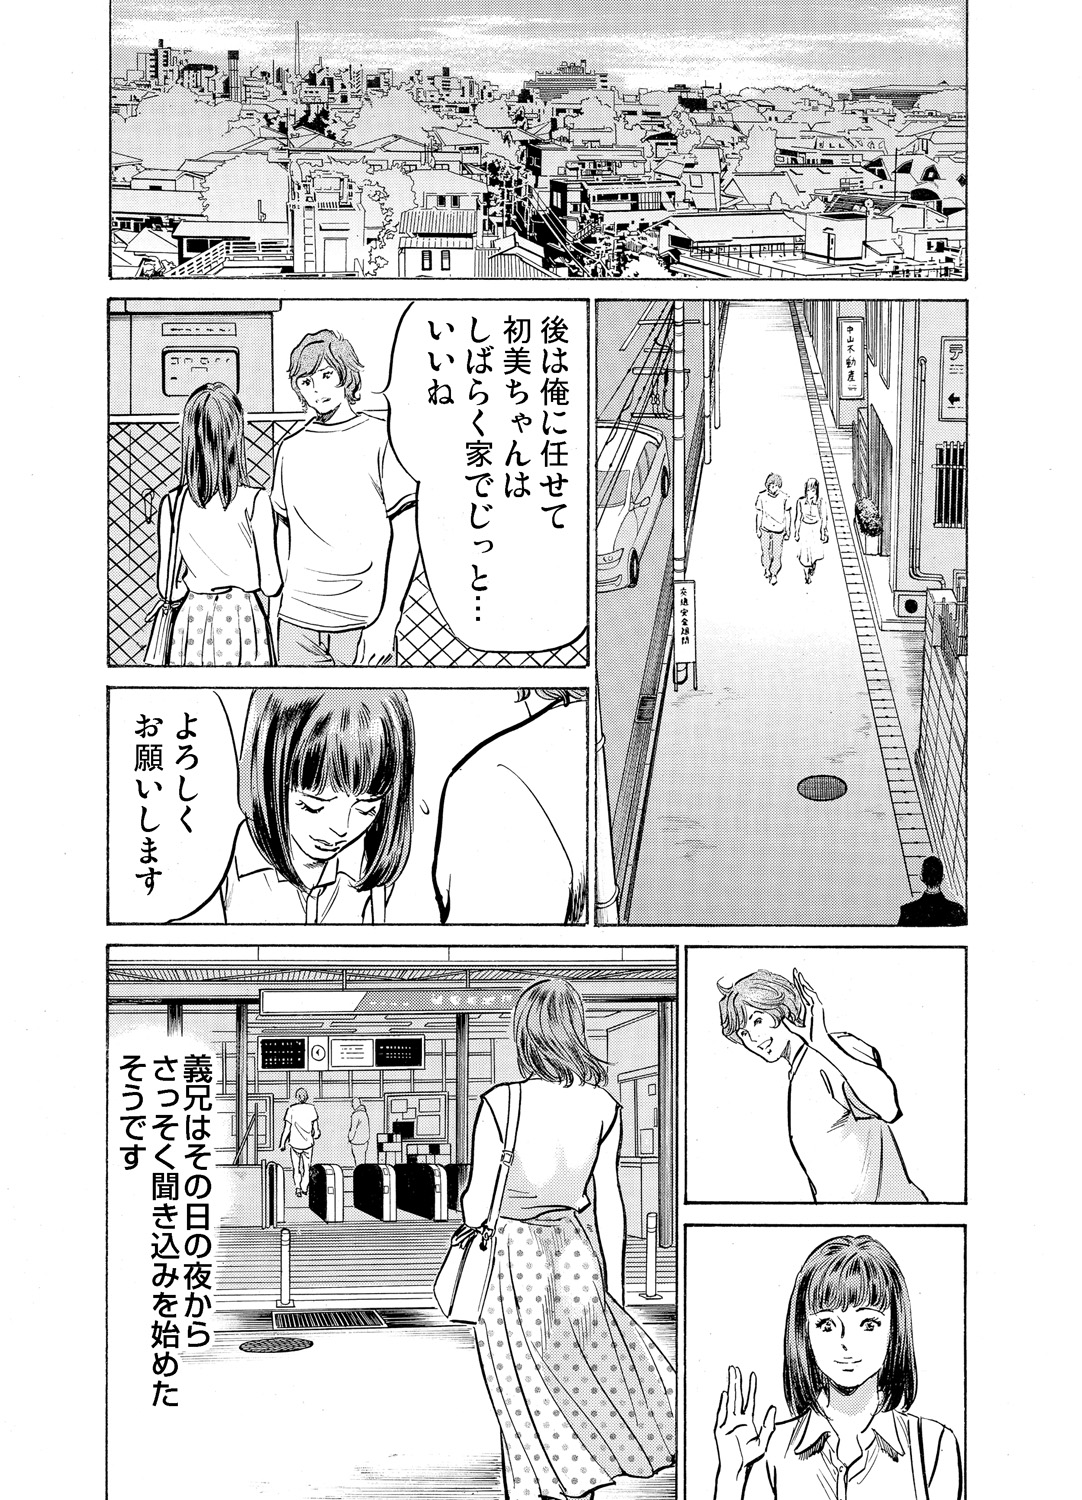 中山不動産
テ
交通安全週間
後は俺に任せて
初美ちゃんは
しばらく家でじっと…
いいね
よろしく
お願いします
義兄はその日の夜から
さっそく聞き込みを始めた
そうです